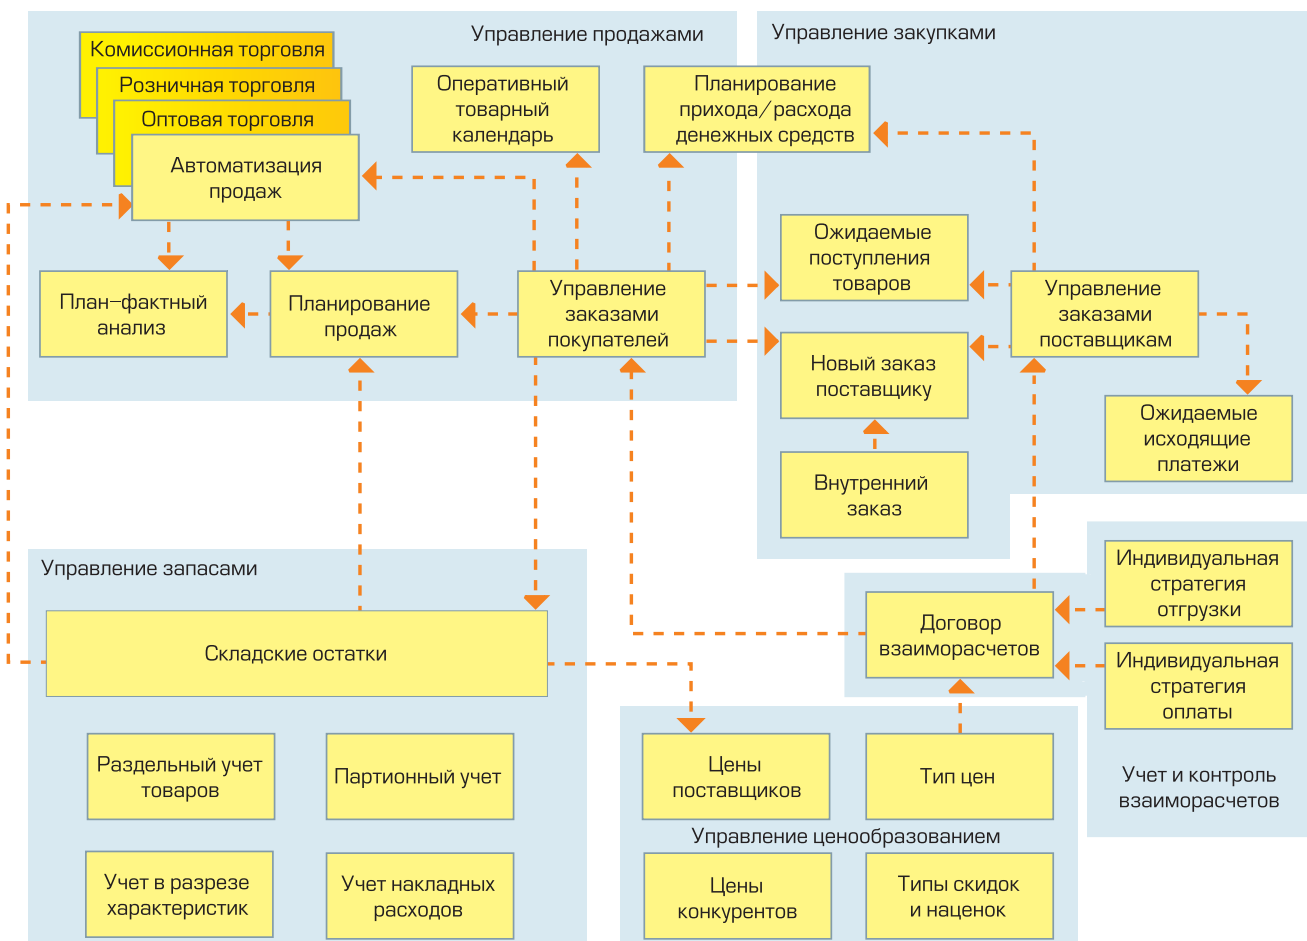 Управление продажами
Управление закупками
Комиссионная торговля
Розничная торговля
Оптовая торговля
Автоматизация
продаж
Оперативный
товарный
календарь
Планирование
прихода/расхода
денежных средств
План-фактный
анализ
Планирование
продаж
Управление
заказами
покупателей
Ожидаемые
поступления
товаров
Управление
заказами
поставщикам
Новый заказ
поставщику
Ожидаемые
исходящие
платежи
Внутренний
заказ
Управление запасами
Складские остатки
Раздельный учет
товаров
Партионный учет
Учет в разрезе
характеристик
Учет накладных
расходов
Договор
взаиморасчетов
Индивидуальная
стратегия
отгрузки
Индивидуальная
стратегия
оплаты
Учет и контроль
взаиморасчетов
Цены
поставщиков
Тип цен
Управление ценообразованием
Цены
конкурентов
Типы скидок
и наценок